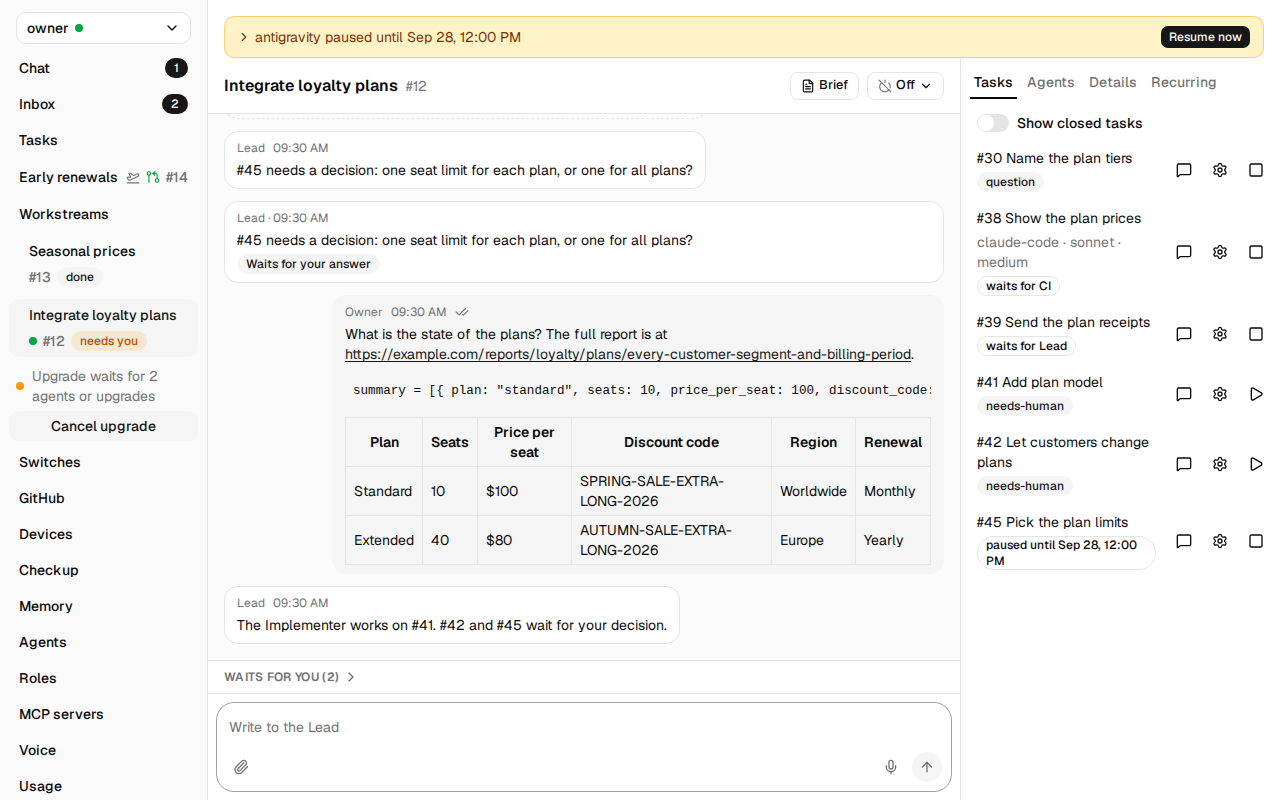 owner
Chat 1
Inbox 2
Tasks
Early renewals #14
Workstreams
Seasonal prices
#13 done
Integrate loyalty plans
#12 needs you
Upgrade waits for 2
agents or upgrades
Cancel upgrade
Switches
GitHub
Devices
Checkup
Memory
Agents
Roles
MCP servers
Voice
Usage
antigravity paused until Sep 28, 12:00 PM
Resume now
Integrate loyalty plans #12
Brief
Off
Lead 09:30 AM
#45 needs a decision: one seat limit for each plan, or one for all plans?
Lead · 09:30 AM
#45 needs a decision: one seat limit for each plan, or one for all plans?
Waits for your answer
Owner 09:30 AM
What is the state of the plans? The full report is at
https://example.com/reports/loyalty/plans/every-customer-segment-and-billing-period.
summary = [{ plan: "standard", seats: 10, price_per_seat: 100, discount_code:
Plan Seats Price per seat Discount code Region Renewal
Standard 10 $100 SPRING-SALE-EXTRA-LONG-2026 Worldwide Monthly
Extended 40 $80 AUTUMN-SALE-EXTRA-LONG-2026 Europe Yearly
Lead 09:30 AM
The Implementer works on #41. #42 and #45 wait for your decision.
WAITS FOR YOU (2)
Write to the Lead
Tasks Agents Details Recurring
Show closed tasks
#30 Name the plan tiers
question
#38 Show the plan prices
claude-code · sonnet ·
medium
waits for CI
#39 Send the plan receipts
waits for Lead
#41 Add plan model
needs-human
#42 Let customers change
plans
needs-human
#45 Pick the plan limits
paused until Sep 28, 12:00
PM